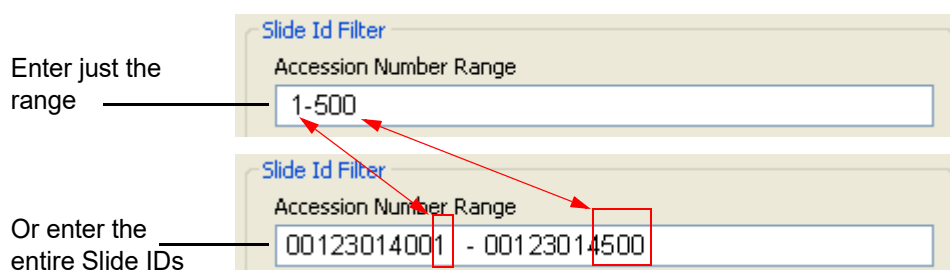 Slide Id Filter
Enter just the
range
Accession Number Range
1-500
Slide Id Filter
Or enter the
entire Slide IDs
Accession Number Range
00123014001 - 00123014500